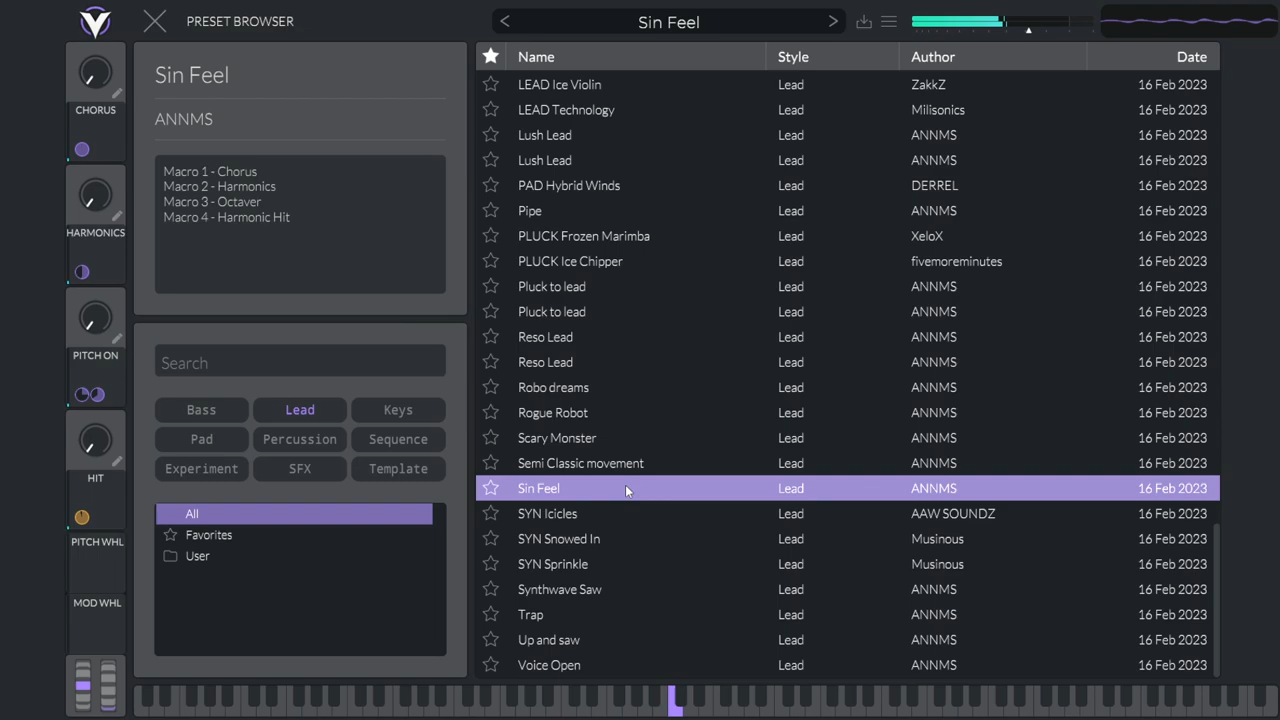 PRESET BROWSER
Sin Feel
Sin Feel
ANNMS
Macro 1 - Chorus
Macro 2 - Harmonics
Macro 3 - Octaver
Macro 4 - Harmonic Hit
CHORUS
HARMONICS
PITCH ON
HIT
PITCH WHL
MOD WHL
Search
Bass Lead Keys
Pad Percussion Sequence
Experiment SFX Template
All
Favorites
User
Name Style Author Date
LEAD Ice Violin Lead ZakkZ 16 Feb 2023
LEAD Technology Lead Milisonics 16 Feb 2023
Lush Lead Lead ANNMS 16 Feb 2023
Lush Lead Lead ANNMS 16 Feb 2023
PAD Hybrid Winds Lead DERREL 16 Feb 2023
Pipe Lead ANNMS 16 Feb 2023
PLUCK Frozen Marimba Lead XeloX 16 Feb 2023
PLUCK Ice Chipper Lead fivemoreminutes 16 Feb 2023
Pluck to lead Lead ANNMS 16 Feb 2023
Pluck to lead Lead ANNMS 16 Feb 2023
Reso Lead Lead ANNMS 16 Feb 2023
Reso Lead Lead ANNMS 16 Feb 2023
Robo dreams Lead ANNMS 16 Feb 2023
Rogue Robot Lead ANNMS 16 Feb 2023
Scary Monster Lead ANNMS 16 Feb 2023
Semi Classic movement Lead ANNMS 16 Feb 2023
Sin Feel Lead ANNMS 16 Feb 2023
SYN Icicles Lead AAW SOUNDZ 16 Feb 2023
SYN Snowed In Lead Musinous 16 Feb 2023
SYN Sprinkle Lead Musinous 16 Feb 2023
Synthwave Saw Lead ANNMS 16 Feb 2023
Trap Lead ANNMS 16 Feb 2023
Up and saw Lead ANNMS 16 Feb 2023
Voice Open Lead ANNMS 16 Feb 2023